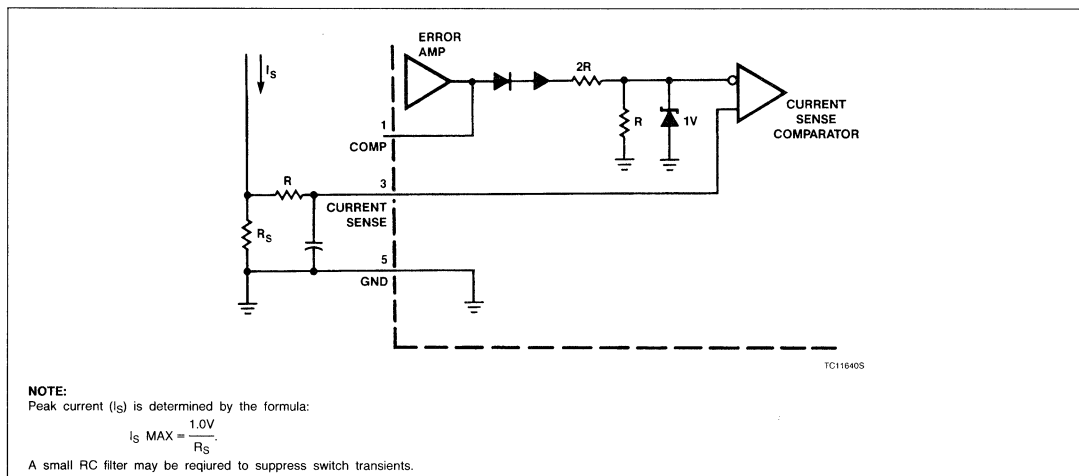 ERROR
AMP
I_S
2R
1
COMP
R
1V
CURRENT
SENSE
COMPARATOR
R
3
CURRENT
SENSE
R_S
5
GND
TC11640S
NOTE:
Peak current (I_S) is determined by the formula:
I_S MAX = 1.0V / R_S.
A small RC filter may be reqiured to suppress switch transients.